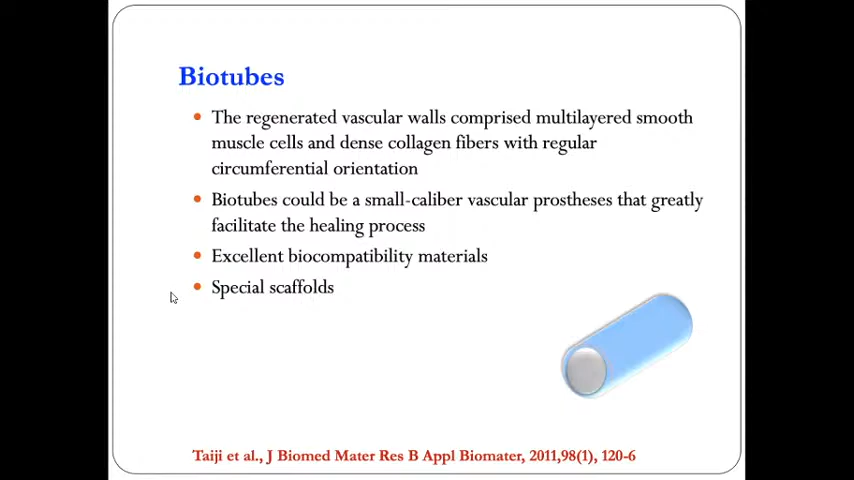 Biotubes
The regenerated vascular walls comprised multilayered smooth
muscle cells and dense collagen fibers with regular
circumferential orientation
Biotubes could be a small-caliber vascular prostheses that greatly
facilitate the healing process
Excellent biocompatibility materials
Special scaffolds
Taiji et al., J Biomed Mater Res B Appl Biomater, 2011,98(1), 120-6